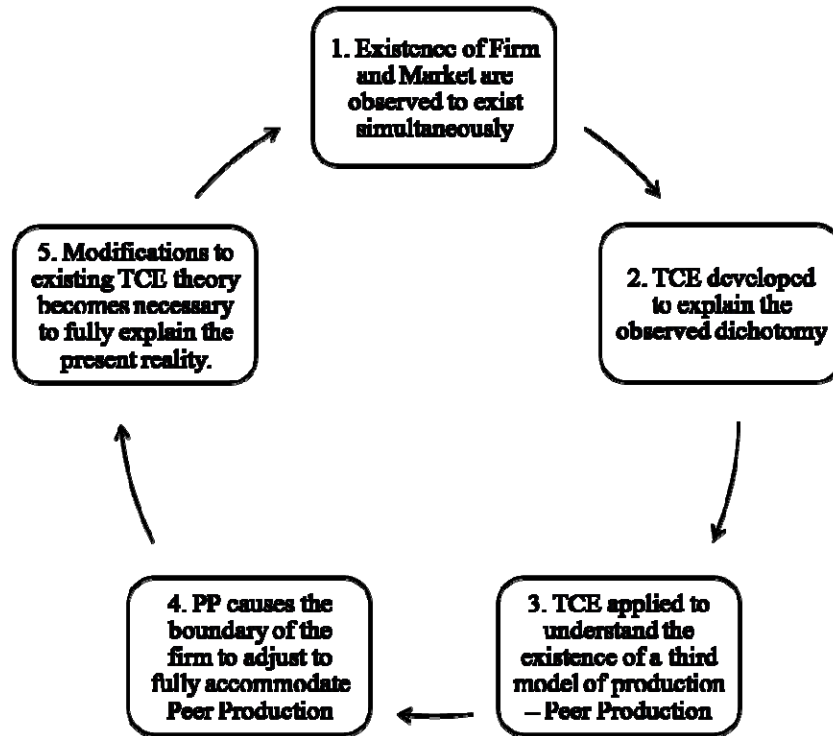 1. Existence of Firm
and Market are
observed to exist
simultaneously
2. TCE developed
to explain the
observed dichotomy
3. TCE applied to
understand the
existence of a third
model of production
– Peer Production
4. PP causes the
boundary of the
firm to adjust to
fully accommodate
Peer Production
5. Modifications to
existing TCE theory
becomes necessary
to fully explain the
present reality.